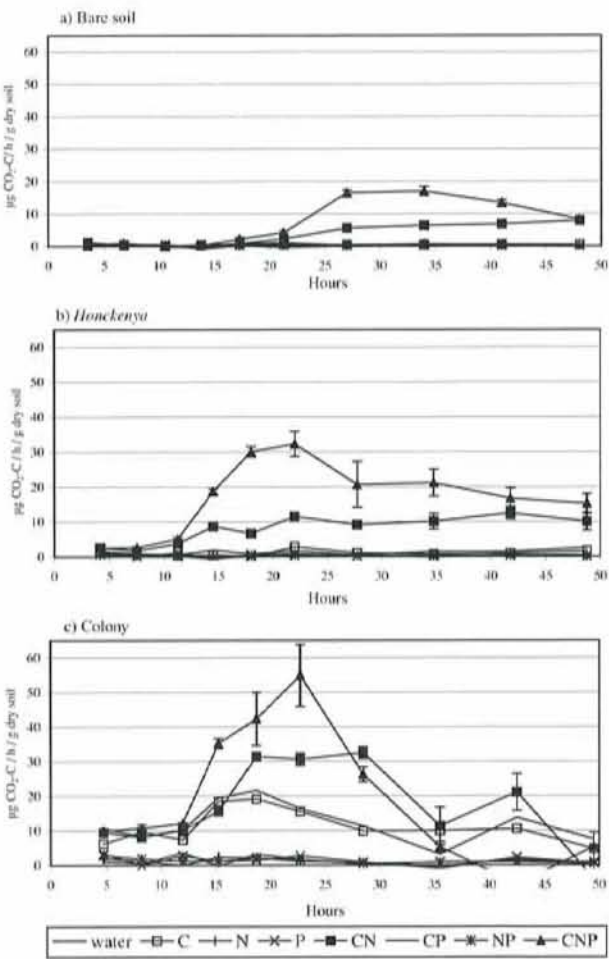 a) Bare soil
µg CO₂-C/ h / g dry soil
60
50
40
30
20
10
0
0 5 10 15 20 25 30 35 40 45 50
Hours
b) Honckenya
µg CO₂-C/ h / g dry soil
60
50
40
30
20
10
0
0 5 10 15 20 25 30 35 40 45 50
Hours
c) Colony
µg CO₂-C/ h / g dry soil
60
50
40
30
20
10
0
0 5 10 15 20 25 30 35 40 45 50
Hours
water C N P CN CP NP CNP